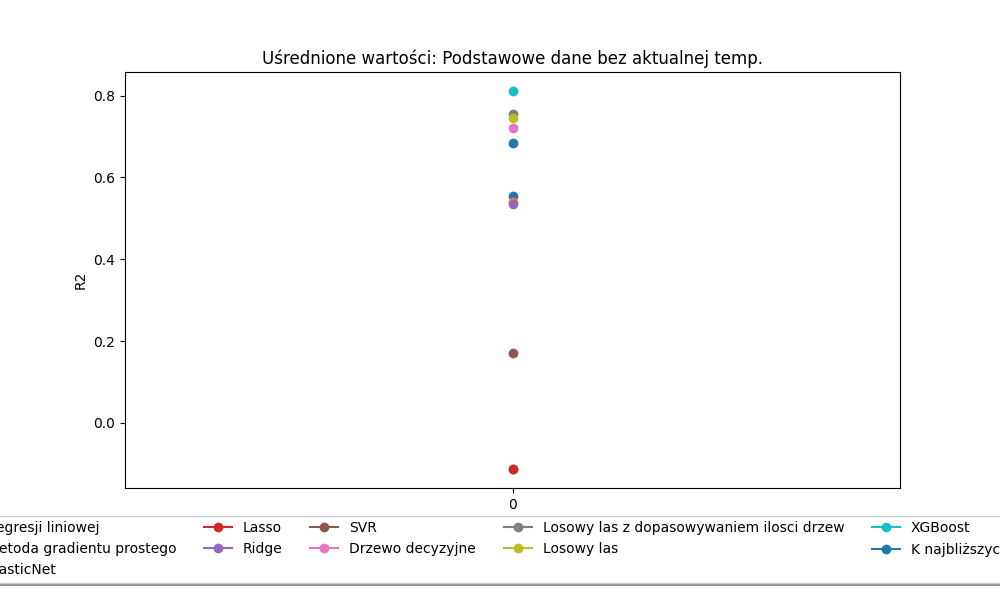 Uśrednione wartości: Podstawowe dane bez aktualnej temp.
0.8
0.6
0.4
0.2
0.0
R2
0
egresji liniowej
etoda gradientu prostego
asticNet
Lasso
Ridge
SVR
Drzewo decyzyjne
Losowy las z dopasowywaniem ilosci drzew
Losowy las
XGBoost
K najbliższyc